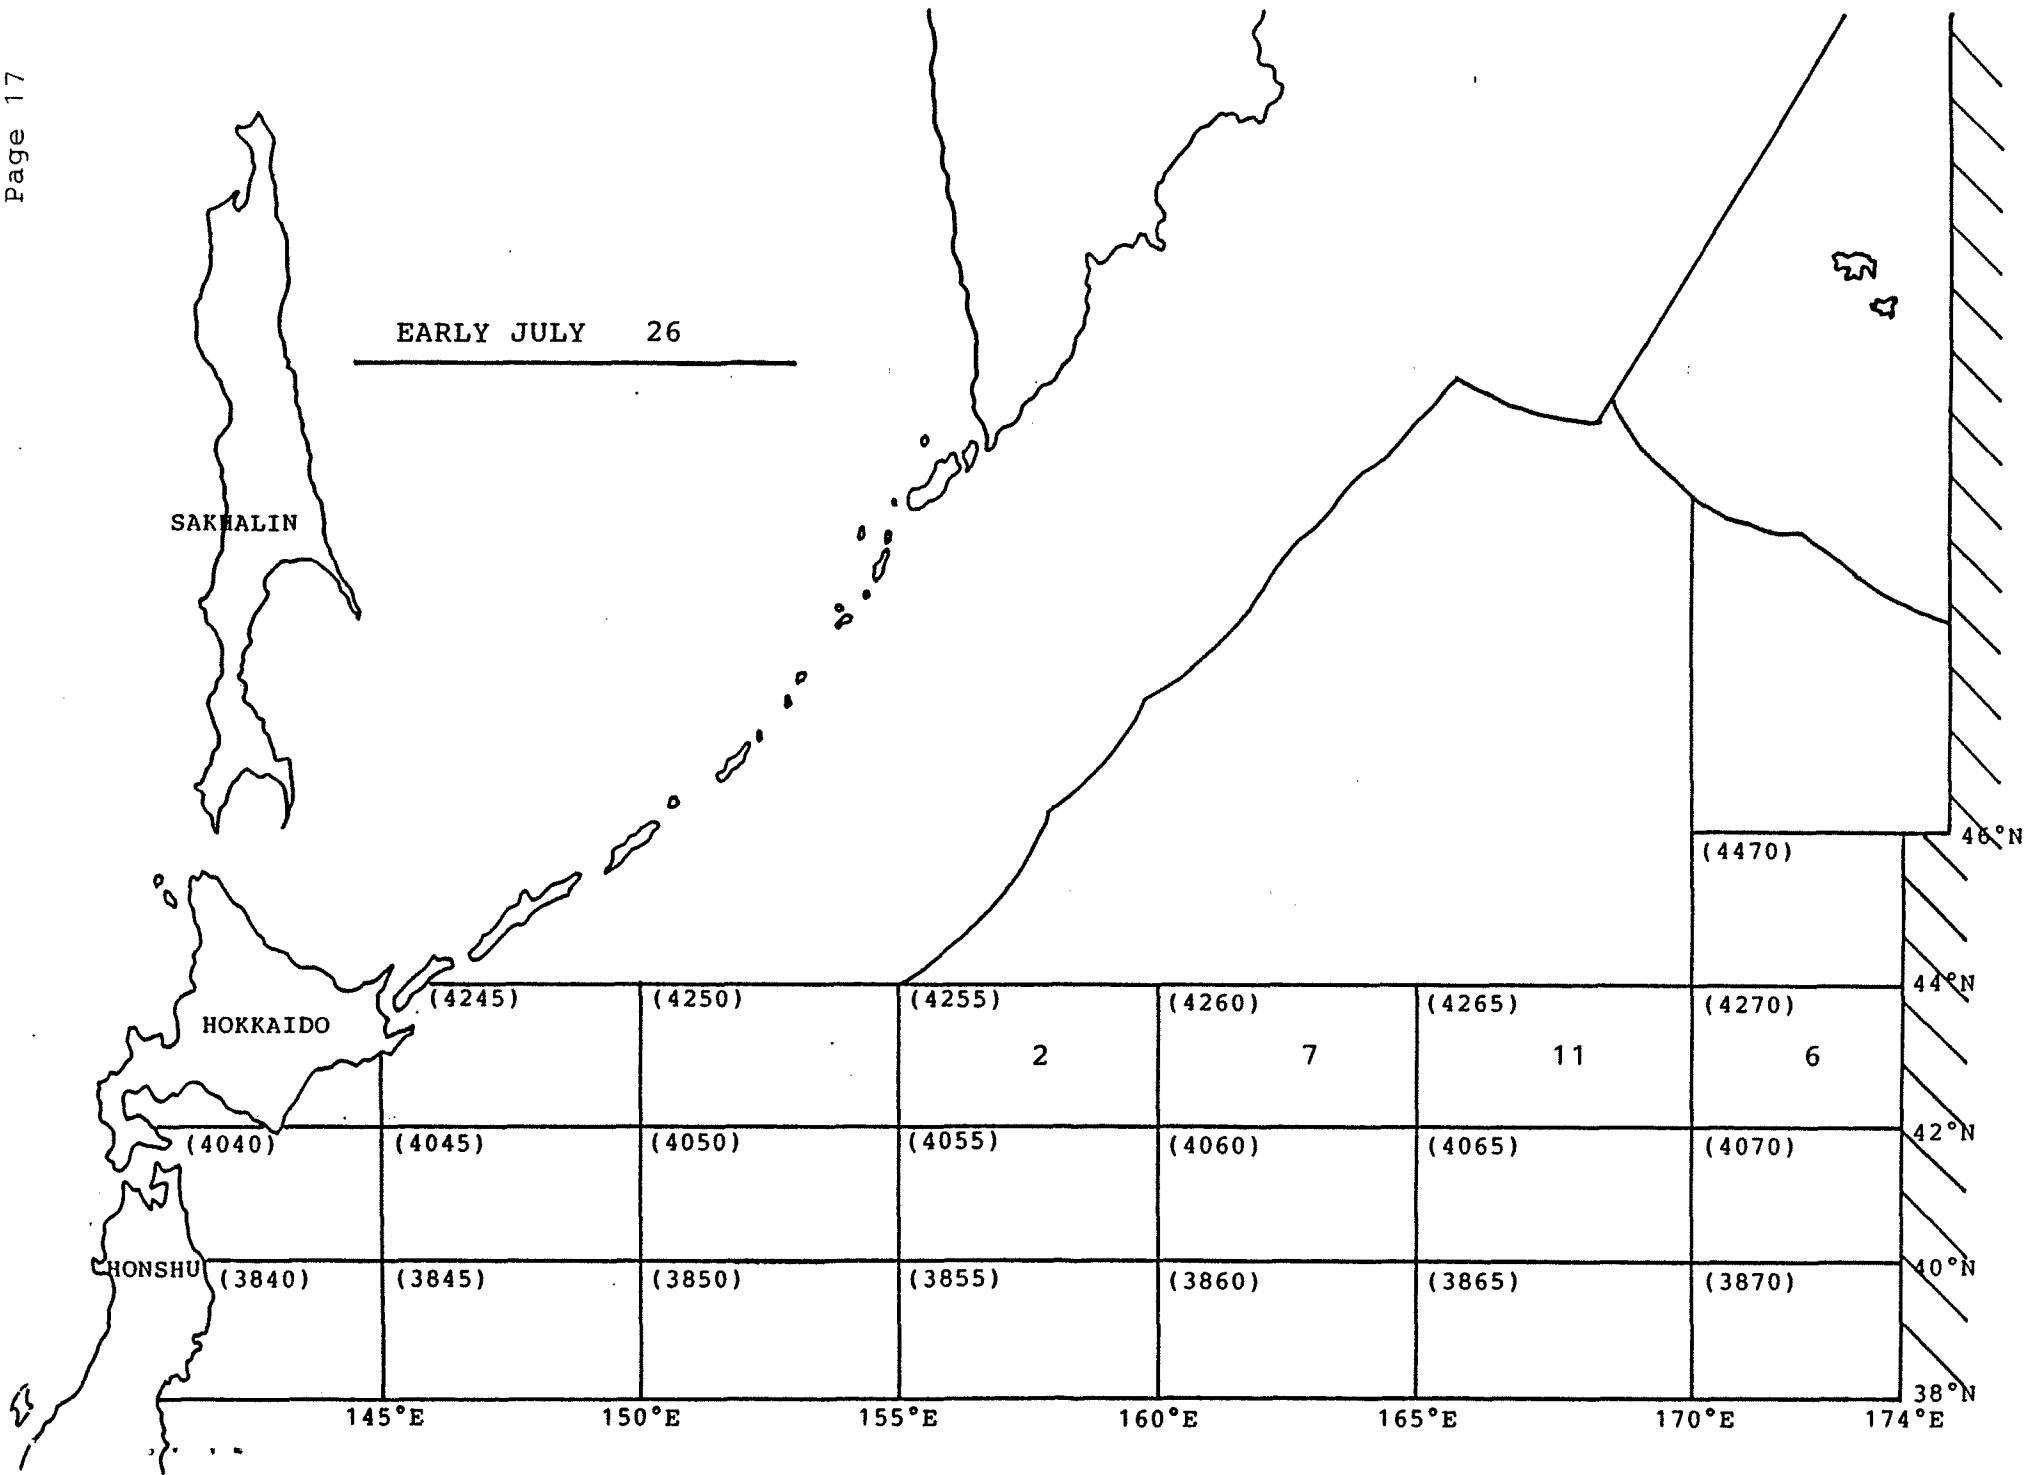 Page 17
EARLY JULY 26
SAKHALIN
46°N
(4470)
44°N
(4245) (4250) (4255) (4260) (4265) (4270)
HOKKAIDO
2 7 11 6
42°N
(4040) (4045) (4050) (4055) (4060) (4065) (4070)
40°N
HONSHU (3840) (3845) (3850) (3855) (3860) (3865) (3870)
38°N
145°E 150°E 155°E 160°E 165°E 170°E 174°E